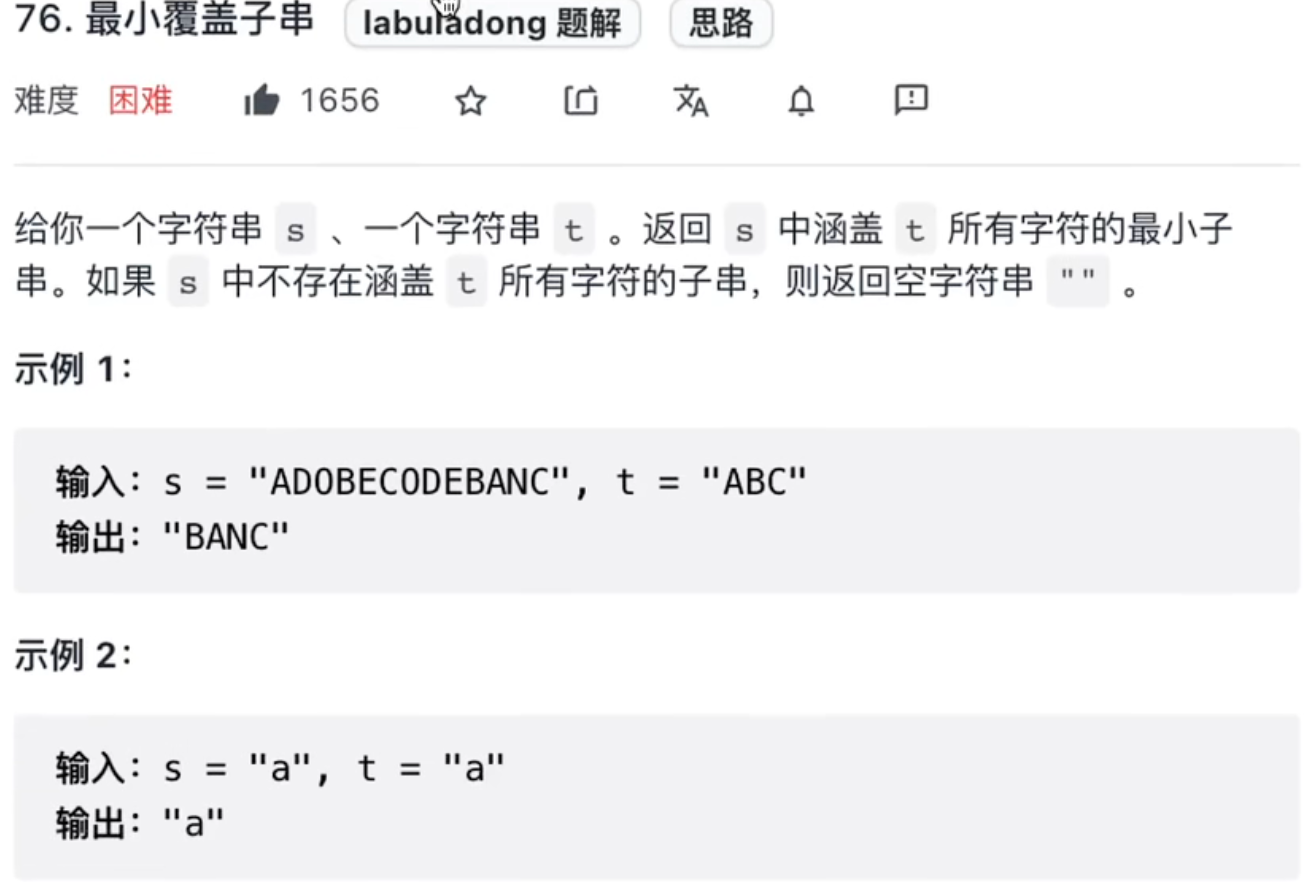 76. 最小覆盖子串 labuladong 题解 思路
难度 困难 1656
给你一个字符串 s 、一个字符串 t 。返回 s 中涵盖 t 所有字符的最小子
串。如果 s 中不存在涵盖 t 所有字符的子串，则返回空字符串 "" 。
示例 1：
输入：s = "ADOBECODEBANC", t = "ABC"
输出："BANC"
示例 2：
输入：s = "a", t = "a"
输出："a"